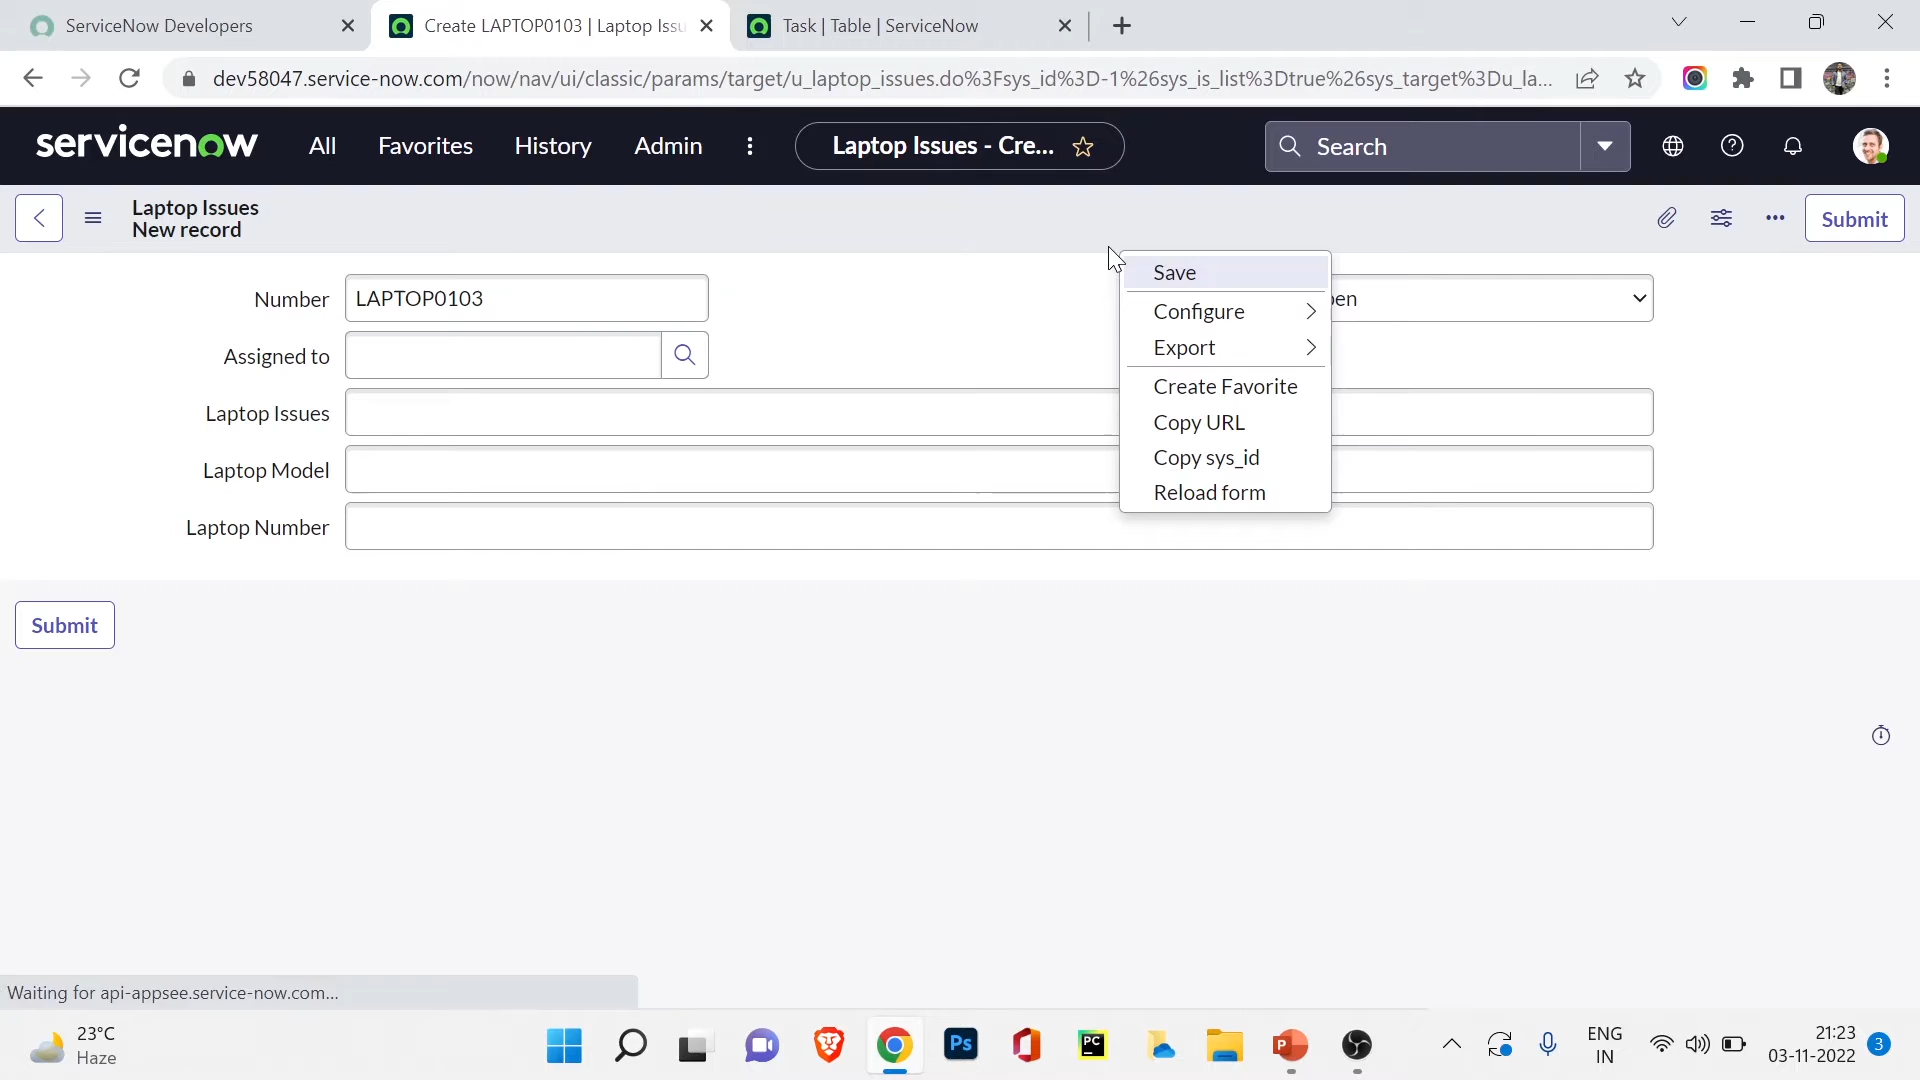 ServiceNow Developers
Create LAPTOP0103 | Laptop Issu
Task | Table | ServiceNow
dev58047.service-now.com/now/nav/ui/classic/params/target/u_laptop_issues.do%3Fsys_id%3D-1%26sys_is_list%3Dtrue%26sys_target%3Du_la...
servicenow
All
Favorites
History
Admin
Laptop Issues - Cre...
Search
Laptop Issues
New record
Submit
Number
LAPTOP0103
pen
Assigned to
Laptop Issues
Laptop Model
Laptop Number
Save
Configure
Export
Create Favorite
Copy URL
Copy sys_id
Reload form
Submit
Waiting for api-appsee.service-now.com...
23°C
Haze
Ps
PC
ENG
IN
21:23
03-11-2022
3